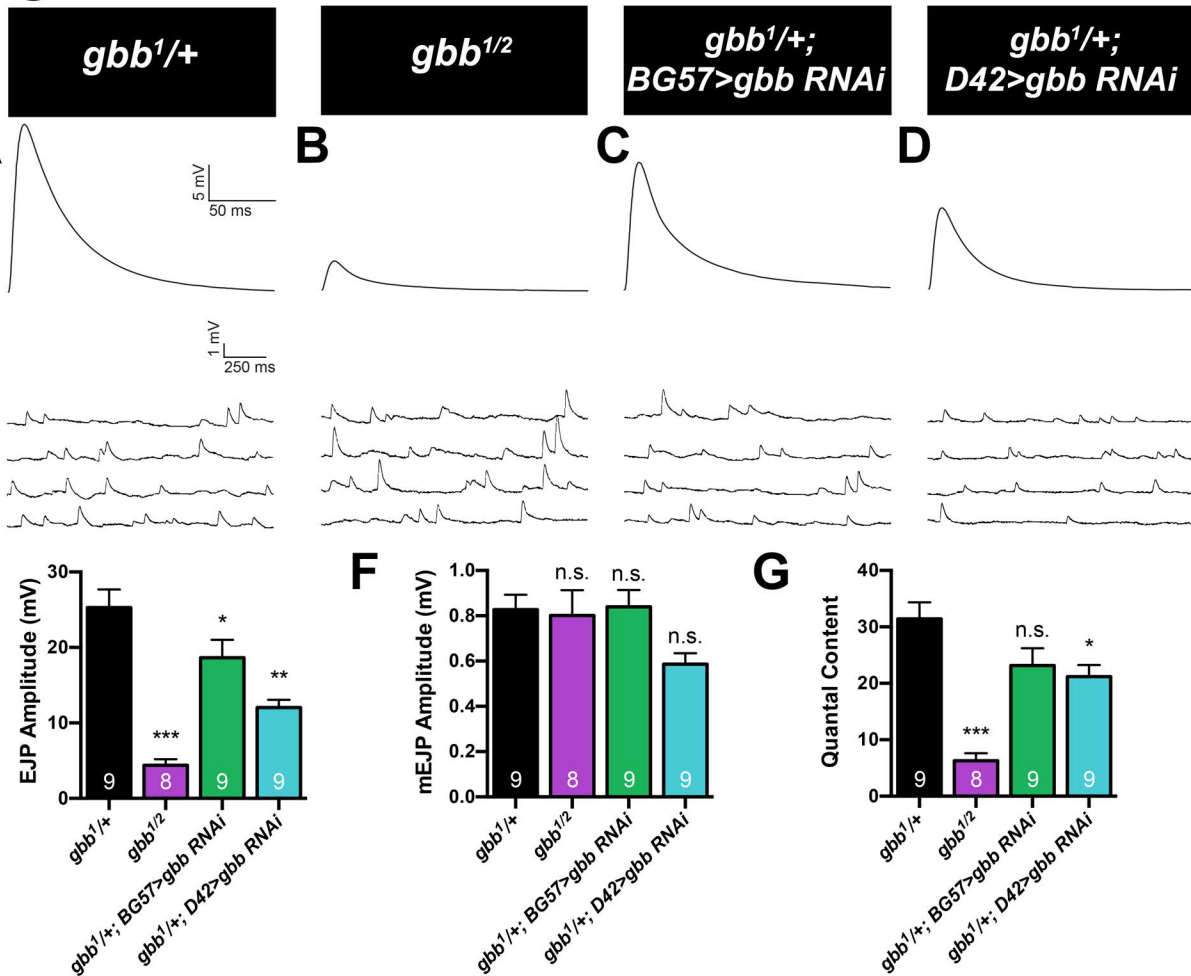 gbb¹/+
gbb¹/²
gbb¹/+;
BG57>gbb RNAi
gbb¹/+;
D42>gbb RNAi
B
C
D
5 mV
50 ms
1 mV
250 ms
F
G
EJP Amplitude (mV)
30
20
10
0
***
*
**
9
8
9
9
gbb¹/+
gbb¹/²
gbb¹/+; BG57>gbb RNAi
gbb¹/+; D42>gbb RNAi
mEJP Amplitude (mV)
1.0
0.8
0.6
0.4
0.2
0.0
n.s.
n.s.
n.s.
9
8
9
9
gbb¹/+
gbb¹/²
gbb¹/+; BG57>gbb RNAi
gbb¹/+; D42>gbb RNAi
Quantal Content
40
30
20
10
0
***
n.s.
*
9
8
9
9
gbb¹/+
gbb¹/²
gbb¹/+; BG57>gbb RNAi
gbb¹/+; D42>gbb RNAi